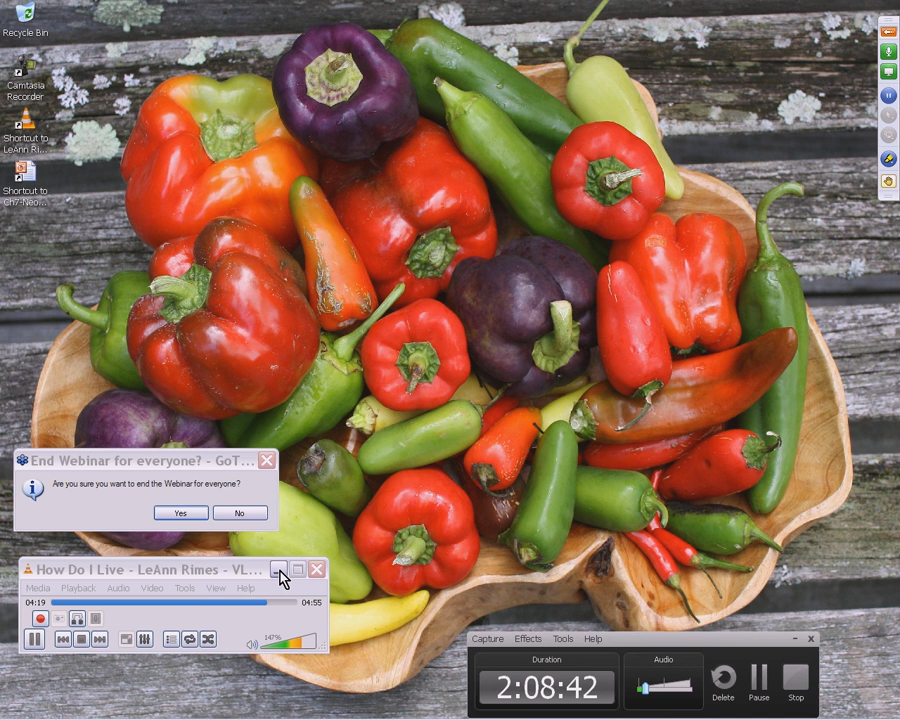 Recycle Bin
Camtasia
Recorder
Shortcut to
LeAnn Ri...
Shortcut to
Ch7-Neo...
End Webinar for everyone? - GoT...
Are you sure you want to end the Webinar for everyone?
Yes No
How Do I Live - LeAnn Rimes - VL...
Media Playback Audio Video Tools View Help
04:19 04:55
147%
Capture Effects Tools Help
Duration
2:08:42
Audio
Delete Pause Stop